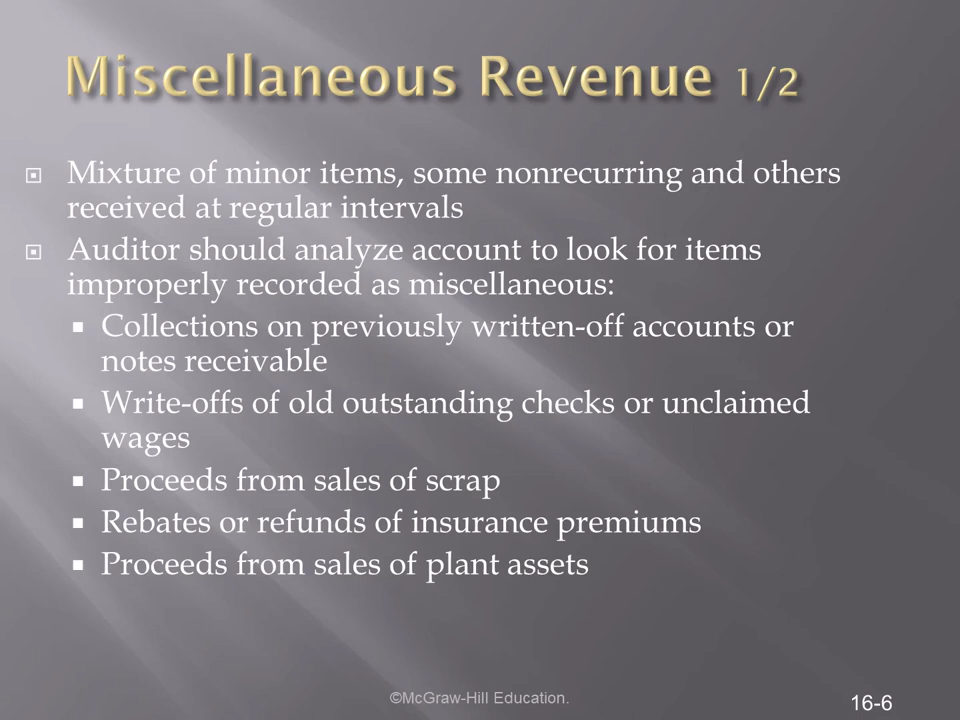 Miscellaneous Revenue 1/2
Mixture of minor items, some nonrecurring and others
received at regular intervals
Auditor should analyze account to look for items
improperly recorded as miscellaneous:
Collections on previously written-off accounts or
notes receivable
Write-offs of old outstanding checks or unclaimed
wages
Proceeds from sales of scrap
Rebates or refunds of insurance premiums
Proceeds from sales of plant assets
©McGraw-Hill Education.
16-6